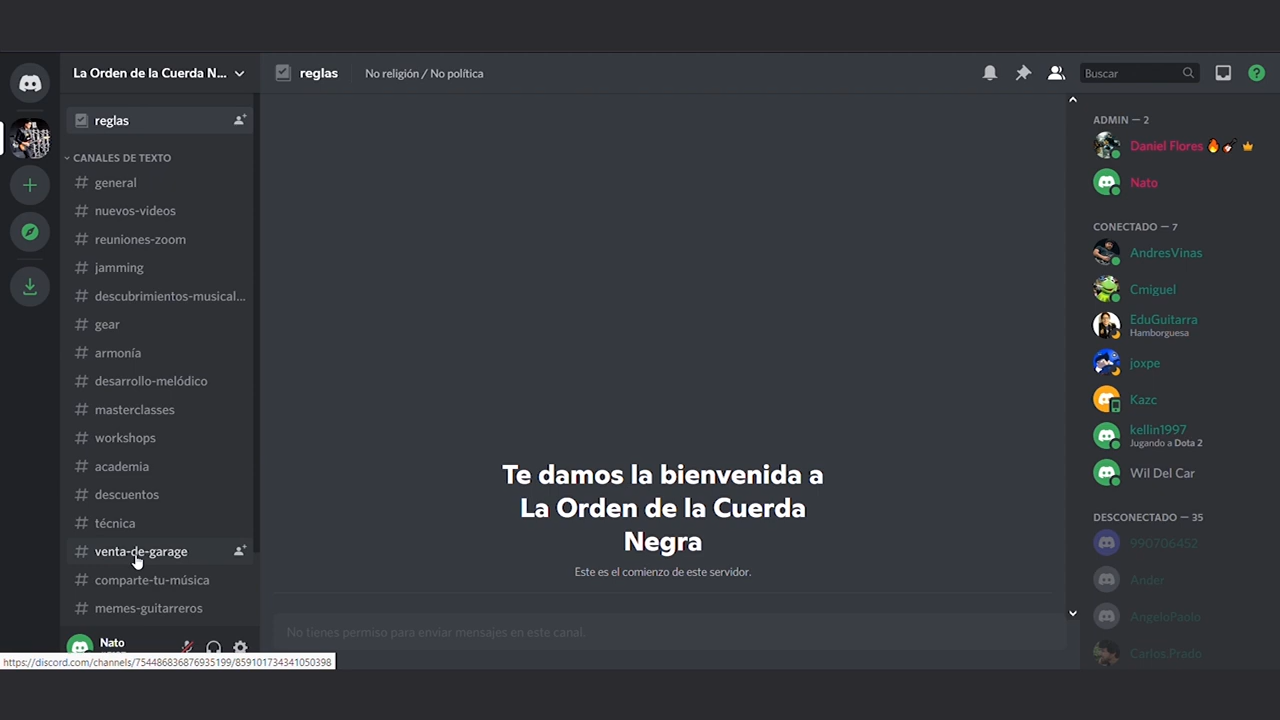 La Orden de la Cuerda N...
reglas
CANALES DE TEXTO
general
nuevos-videos
reuniones-zoom
jamming
descubrimientos-musical...
gear
armonía
desarrollo-melódico
masterclasses
workshops
academia
descuentos
técnica
venta-de-garage
comparte-tu-música
memes-guitarreros
Nato
https://discord.com/channels/754486836876935199/859101734341050398
reglas
No religión / No política
Buscar
Te damos la bienvenida a
La Orden de la Cuerda
Negra
Este es el comienzo de este servidor.
No tienes permiso para enviar mensajes en este canal.
ADMIN — 2
Daniel Flores
Nato
CONECTADO — 7
AndresVinas
Cmiguel
EduGuitarra
Hamborguesa
joxpe
Kazc
kellin1997
Jugando a Dota 2
Wil Del Car
DESCONECTADO — 35
990706452
Ander
AngeloPaolo
Carlos.Prado